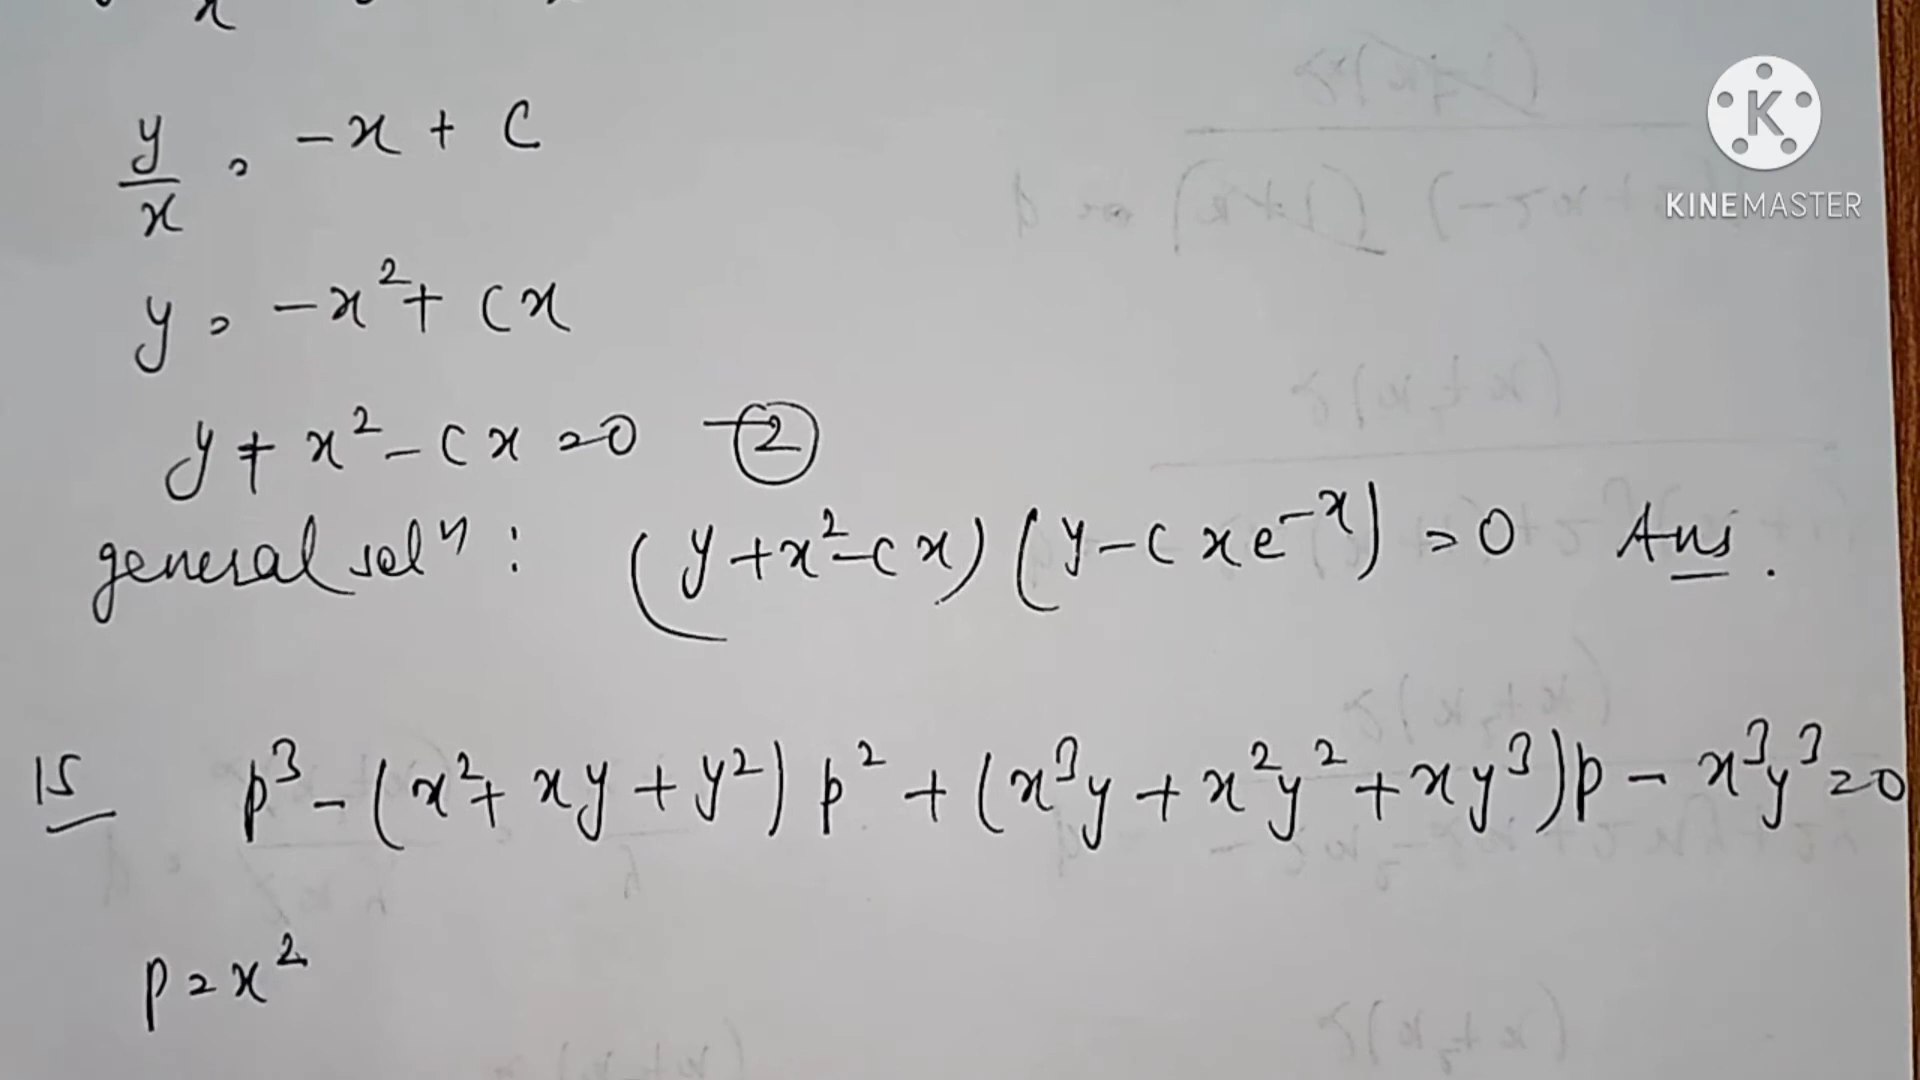 x
y/x = -x + C
y = -x² + Cx
y + x² - Cx = 0 — ②
general solⁿ : (y + x² - Cx) (y - Cxe⁻ˣ) = 0 Ans.
15 p³ - (x² + xy + y²) p² + (x³y + x²y² + xy³)p - x³y³ = 0
p = x²
K
KINEMASTER